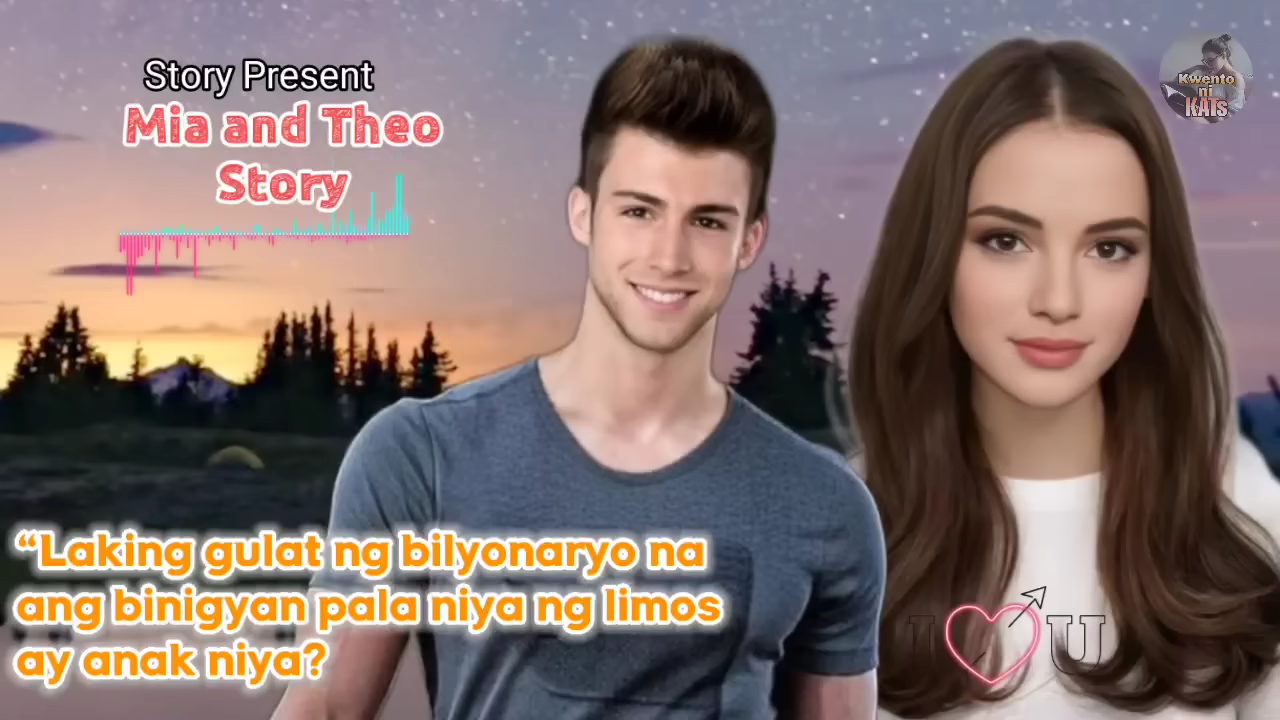 Story Present
Mia and Theo
Story
Kwento
ni
KATs
“Laking gulat ng bilyonaryo na
ang binigyan pala niya ng limos
ay anak niya?
I U